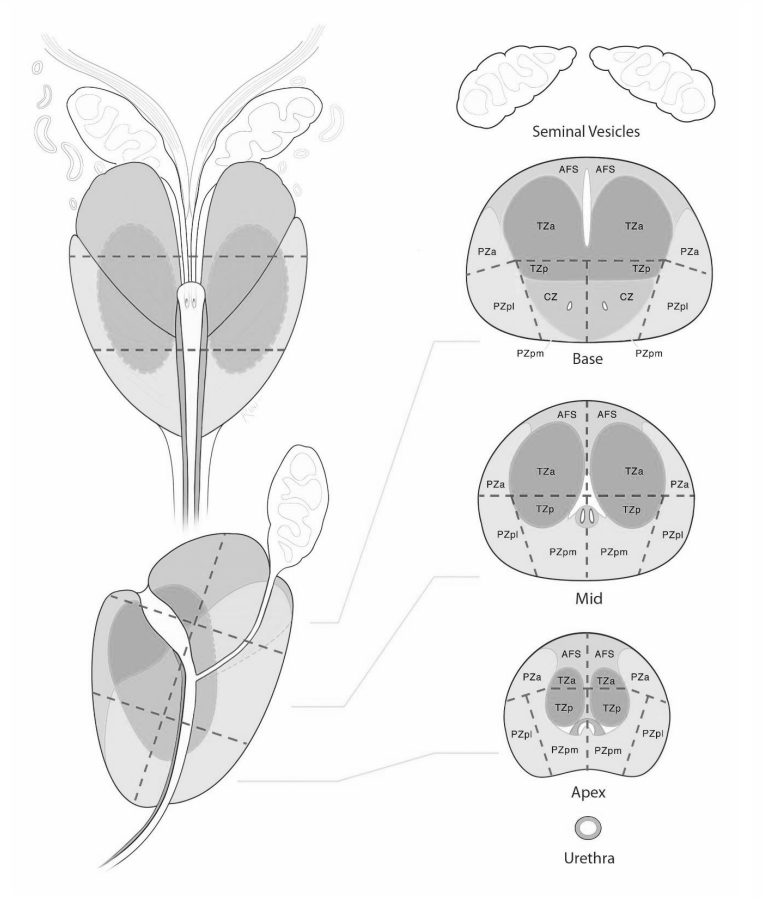 Seminal Vesicles
AFS AFS
TZa TZa
PZa PZa
TZp TZp
CZ CZ
PZpl PZpl
PZpm PZpm
Base
AFS AFS
TZa TZa
PZa PZa
TZp TZp
PZpl PZpl
PZpm PZpm
Mid
AFS AFS
PZa TZa TZa PZa
TZp TZp
PZpl PZpl
PZpm PZpm
Apex
Urethra